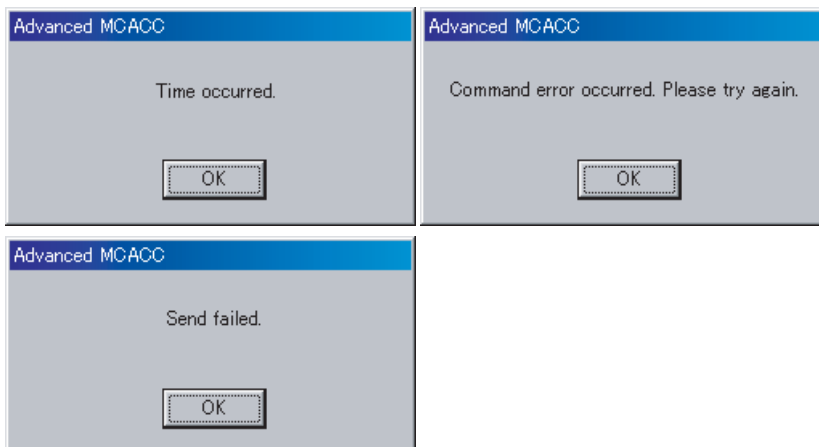 Advanced MCACC
Time occurred.
OK
Advanced MCACC
Command error occurred. Please try again.
OK
Advanced MCACC
Send failed.
OK